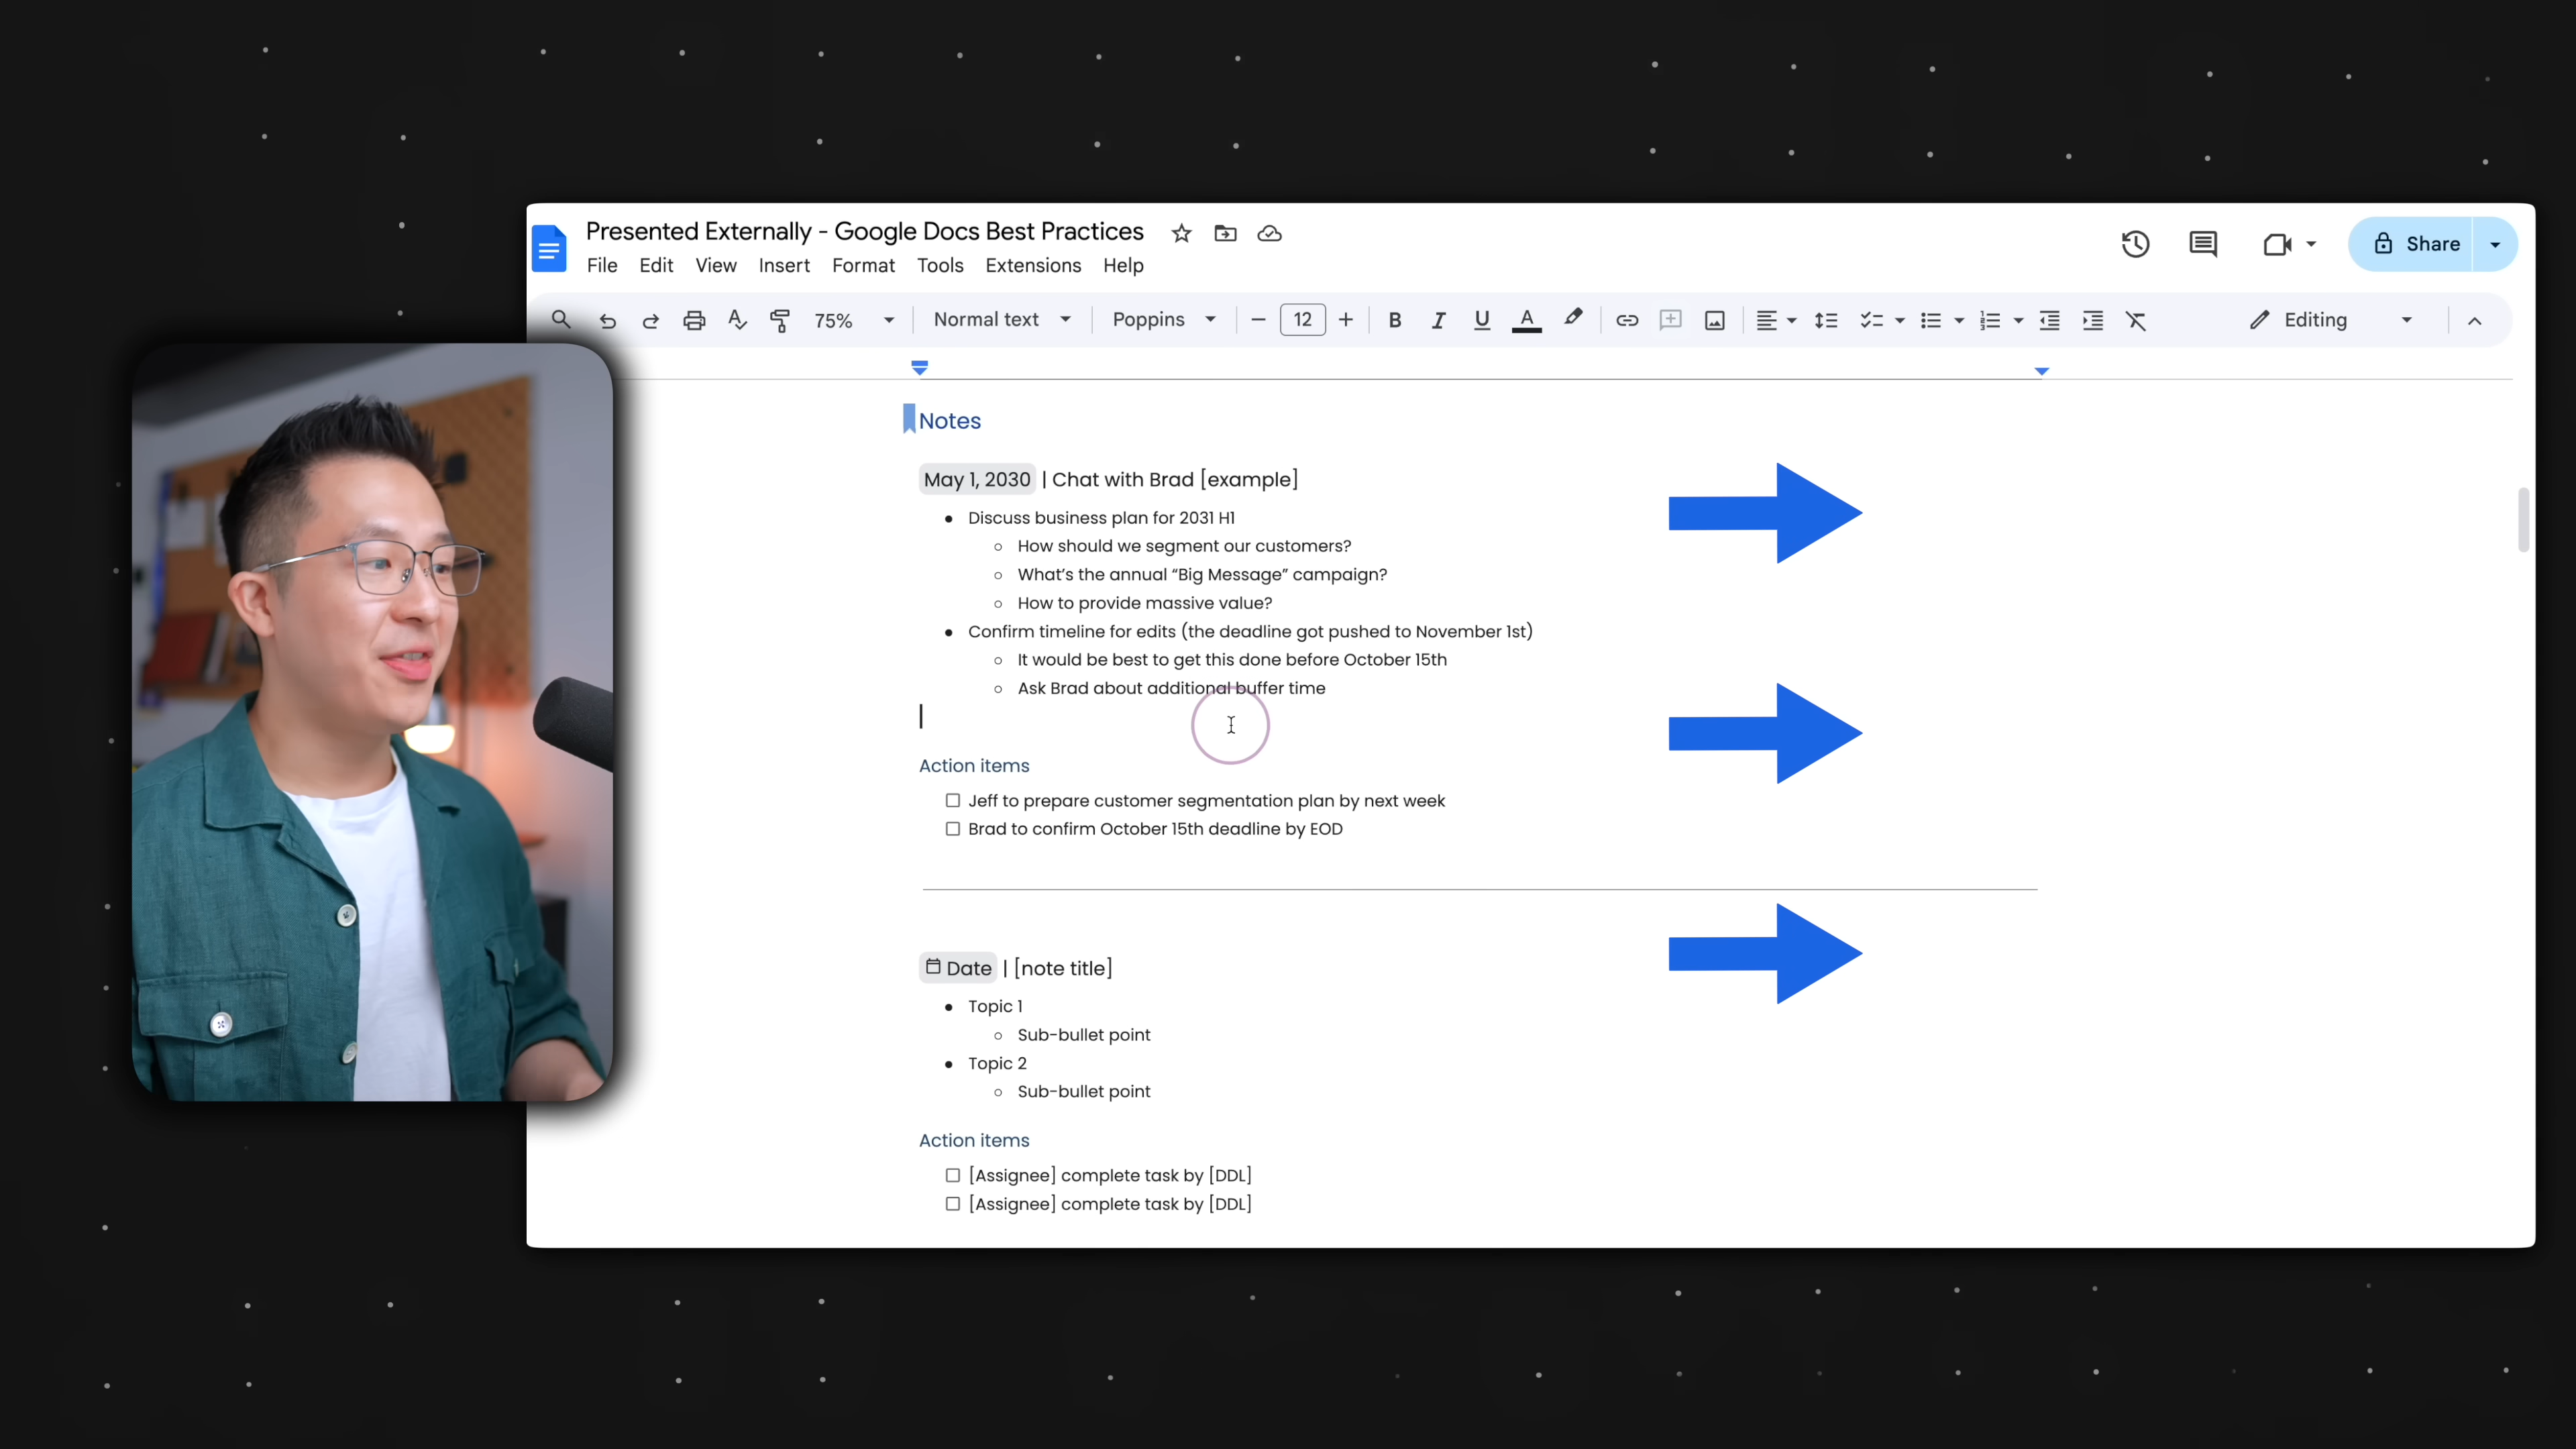 Presented Externally - Google Docs Best Practices
File Edit View Insert Format Tools Extensions Help
Share
75% Normal text Poppins 12 B I U A Editing
Notes
May 1, 2030 | Chat with Brad [example]
Discuss business plan for 2031 H1
How should we segment our customers?
What's the annual “Big Message” campaign?
How to provide massive value?
Confirm timeline for edits (the deadline got pushed to November 1st)
It would be best to get this done before October 15th
Ask Brad about additional buffer time
Action items
Jeff to prepare customer segmentation plan by next week
Brad to confirm October 15th deadline by EOD
Date | [note title]
Topic 1
Sub-bullet point
Topic 2
Sub-bullet point
Action items
[Assignee] complete task by [DDL]
[Assignee] complete task by [DDL]